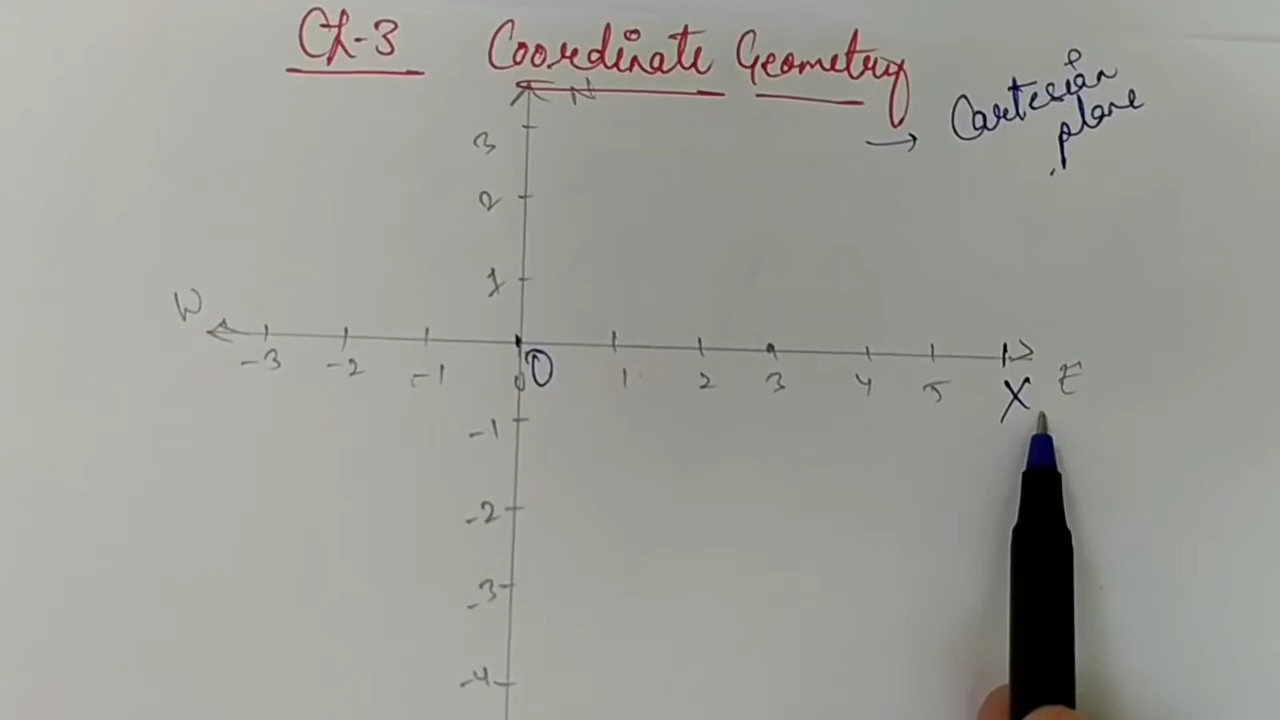 Ch-3 Coordinate Geometry
N
→ Cartesian
plane
3
2
1
W
-3 -2 -1 O 1 2 3 4 5 X E
-1
-2
-3
-4